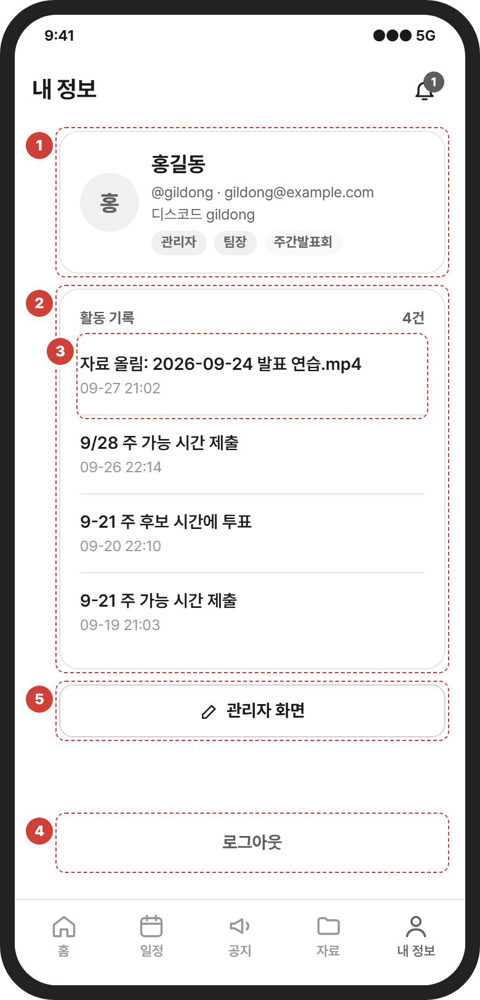 9:41
5G
내 정보
1
1
홍
홍길동
@gildong · gildong@example.com
디스코드 gildong
관리자 팀장 주간발표회
2
활동 기록 4건
3
자료 올림: 2026-09-24 발표 연습.mp4
09-27 21:02
9/28 주 가능 시간 제출
09-26 22:14
9-21 주 후보 시간에 투표
09-20 22:10
9-21 주 가능 시간 제출
09-19 21:03
5
관리자 화면
4
로그아웃
홈 일정 공지 자료 내 정보